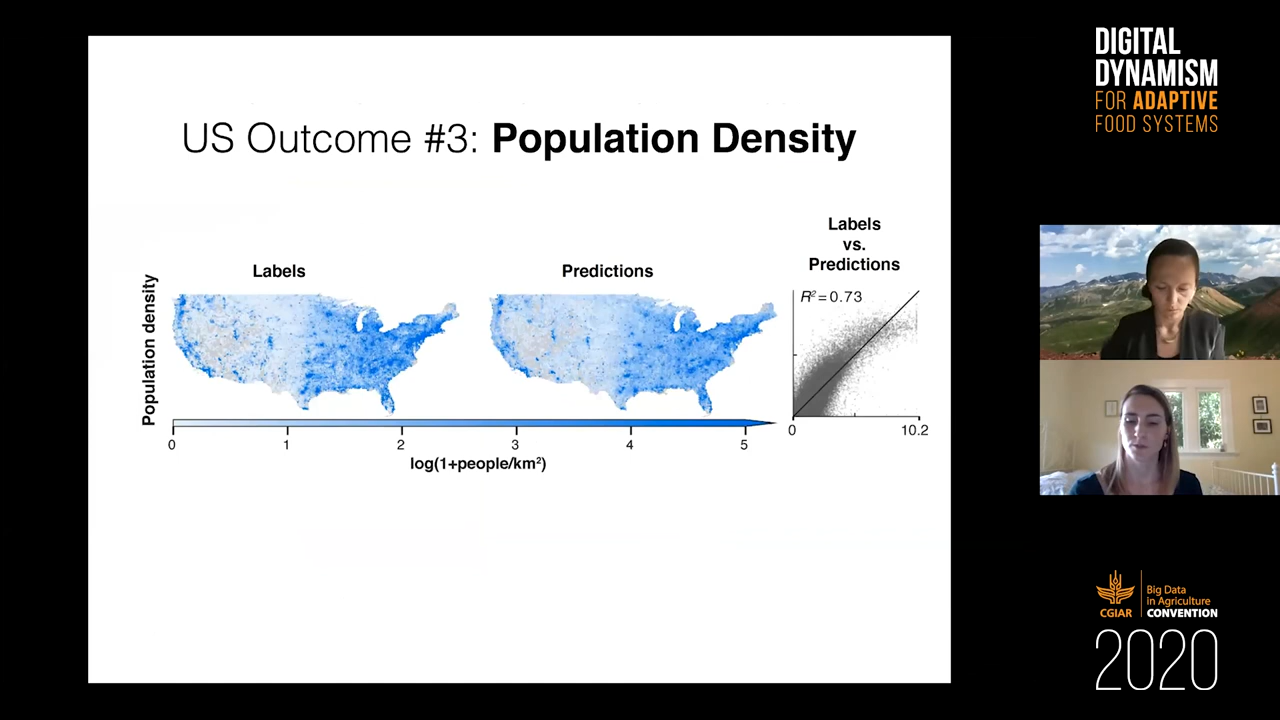 US Outcome #3: Population Density
Labels
Predictions
Labels
vs.
Predictions
Population density
R²=0.73
0
10.2
0
1
2
3
4
5
log(1+people/km²)
DIGITAL
DYNAMISM
FOR ADAPTIVE
FOOD SYSTEMS
CGIAR
Big Data
in Agriculture
CONVENTION
2020